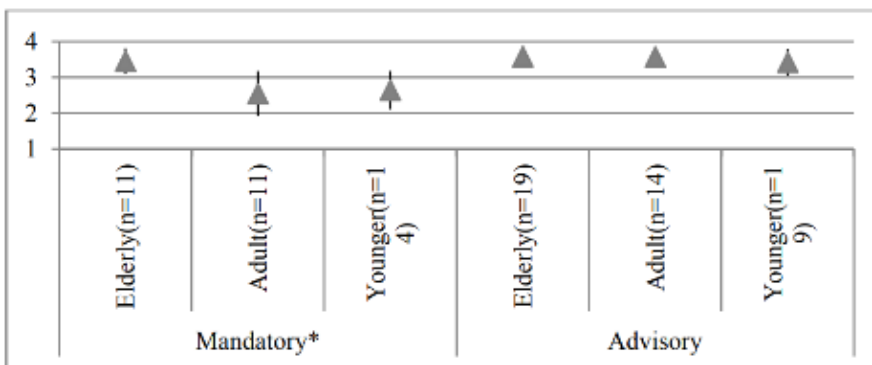 4
3
2
1
Elderly(n=11)
Adult(n=11)
Younger(n=1
4)
Elderly(n=19)
Adult(n=14)
Younger(n=1
9)
Mandatory*
Advisory